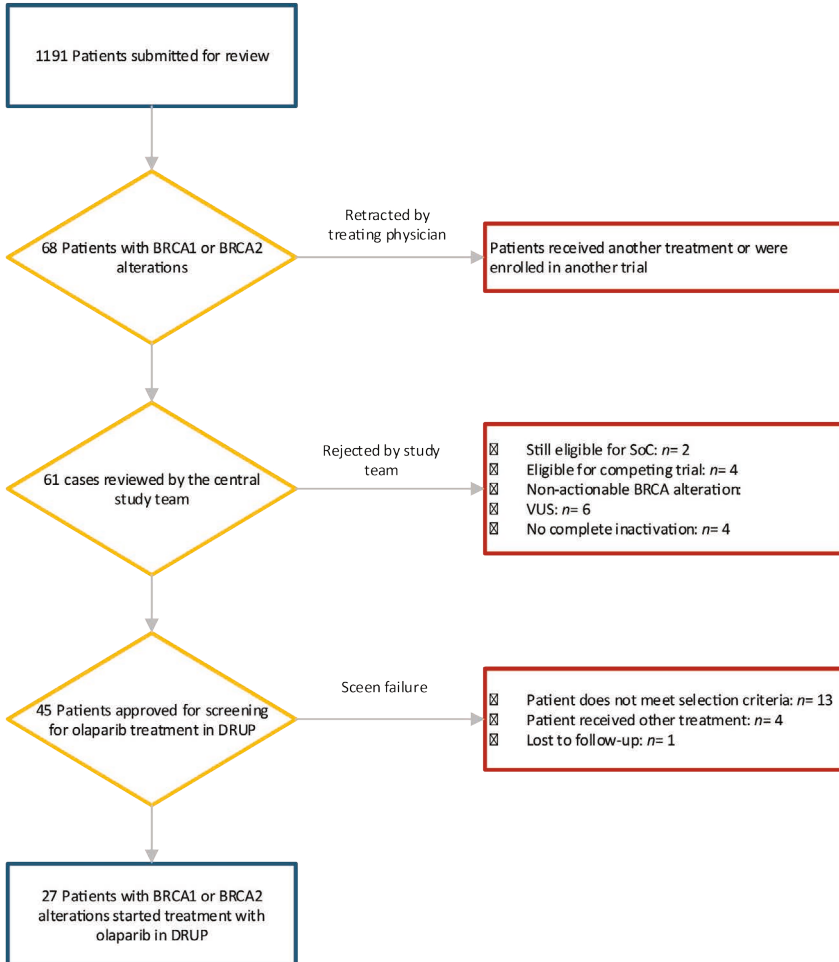 1191 Patients submitted for review
68 Patients with BRCA1 or BRCA2
alterations
Retracted by
treating physician
Patients received another treatment or were
enrolled in another trial
61 cases reviewed by the central
study team
Rejected by study
team
Still eligible for SoC: n= 2
Eligible for competing trial: n= 4
Non-actionable BRCA alteration:
VUS: n= 6
No complete inactivation: n= 4
45 Patients approved for screening
for olaparib treatment in DRUP
Sceen failure
Patient does not meet selection criteria: n= 13
Patient received other treatment: n= 4
Lost to follow-up: n= 1
27 Patients with BRCA1 or BRCA2
alterations started treatment with
olaparib in DRUP